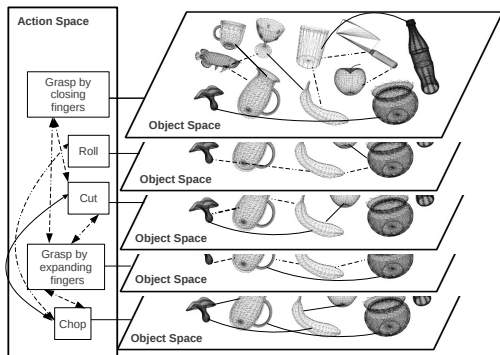 Action Space
Grasp by
closing
fingers
Object Space
Roll
Object Space
Cut
Object Space
Grasp by
expanding
fingers
Object Space
Chop
Object Space